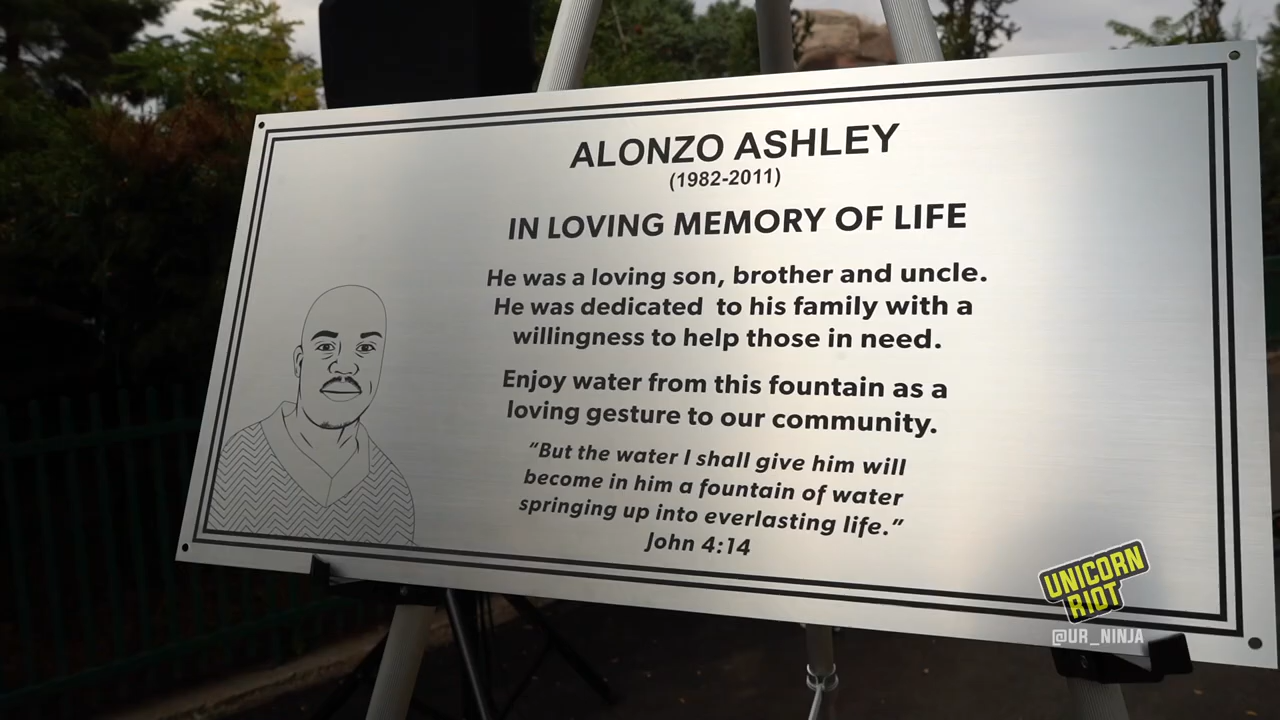 ALONZO ASHLEY
(1982-2011)
IN LOVING MEMORY OF LIFE
He was a loving son, brother and uncle.
He was dedicated to his family with a
willingness to help those in need.
Enjoy water from this fountain as a
loving gesture to our community.
“But the water I shall give him will
become in him a fountain of water
springing up into everlasting life.”
John 4:14
UNICORN
RIOT
@UR_NINJA